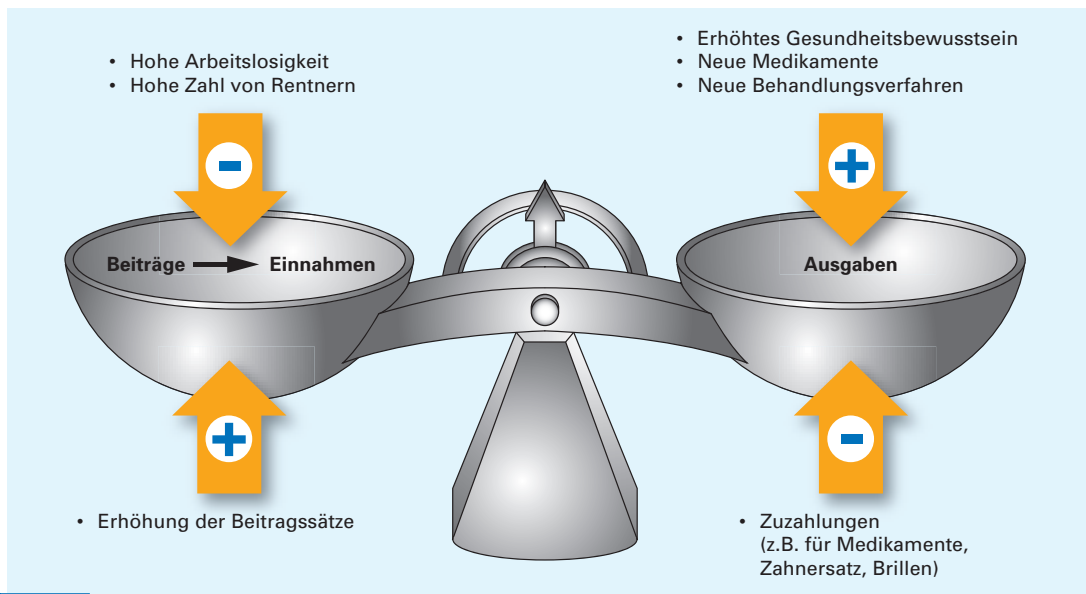 • Hohe Arbeitslosigkeit
• Hohe Zahl von Rentnern
• Erhöhtes Gesundheitsbewusstsein
• Neue Medikamente
• Neue Behandlungsverfahren
-
+
Beiträge → Einnahmen
Ausgaben
+
-
• Erhöhung der Beitragssätze
• Zuzahlungen
(z.B. für Medikamente,
Zahnersatz, Brillen)